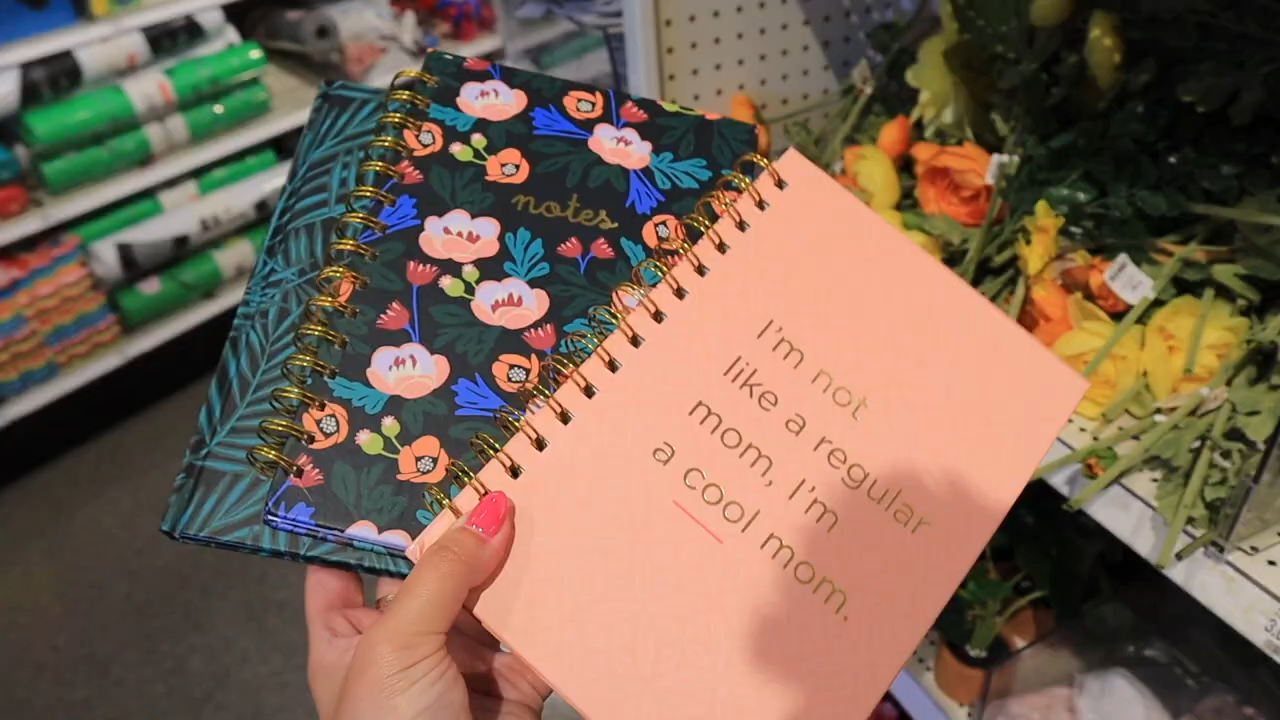 notes
I'm not
like a regular
mom, I'm
a cool mom.